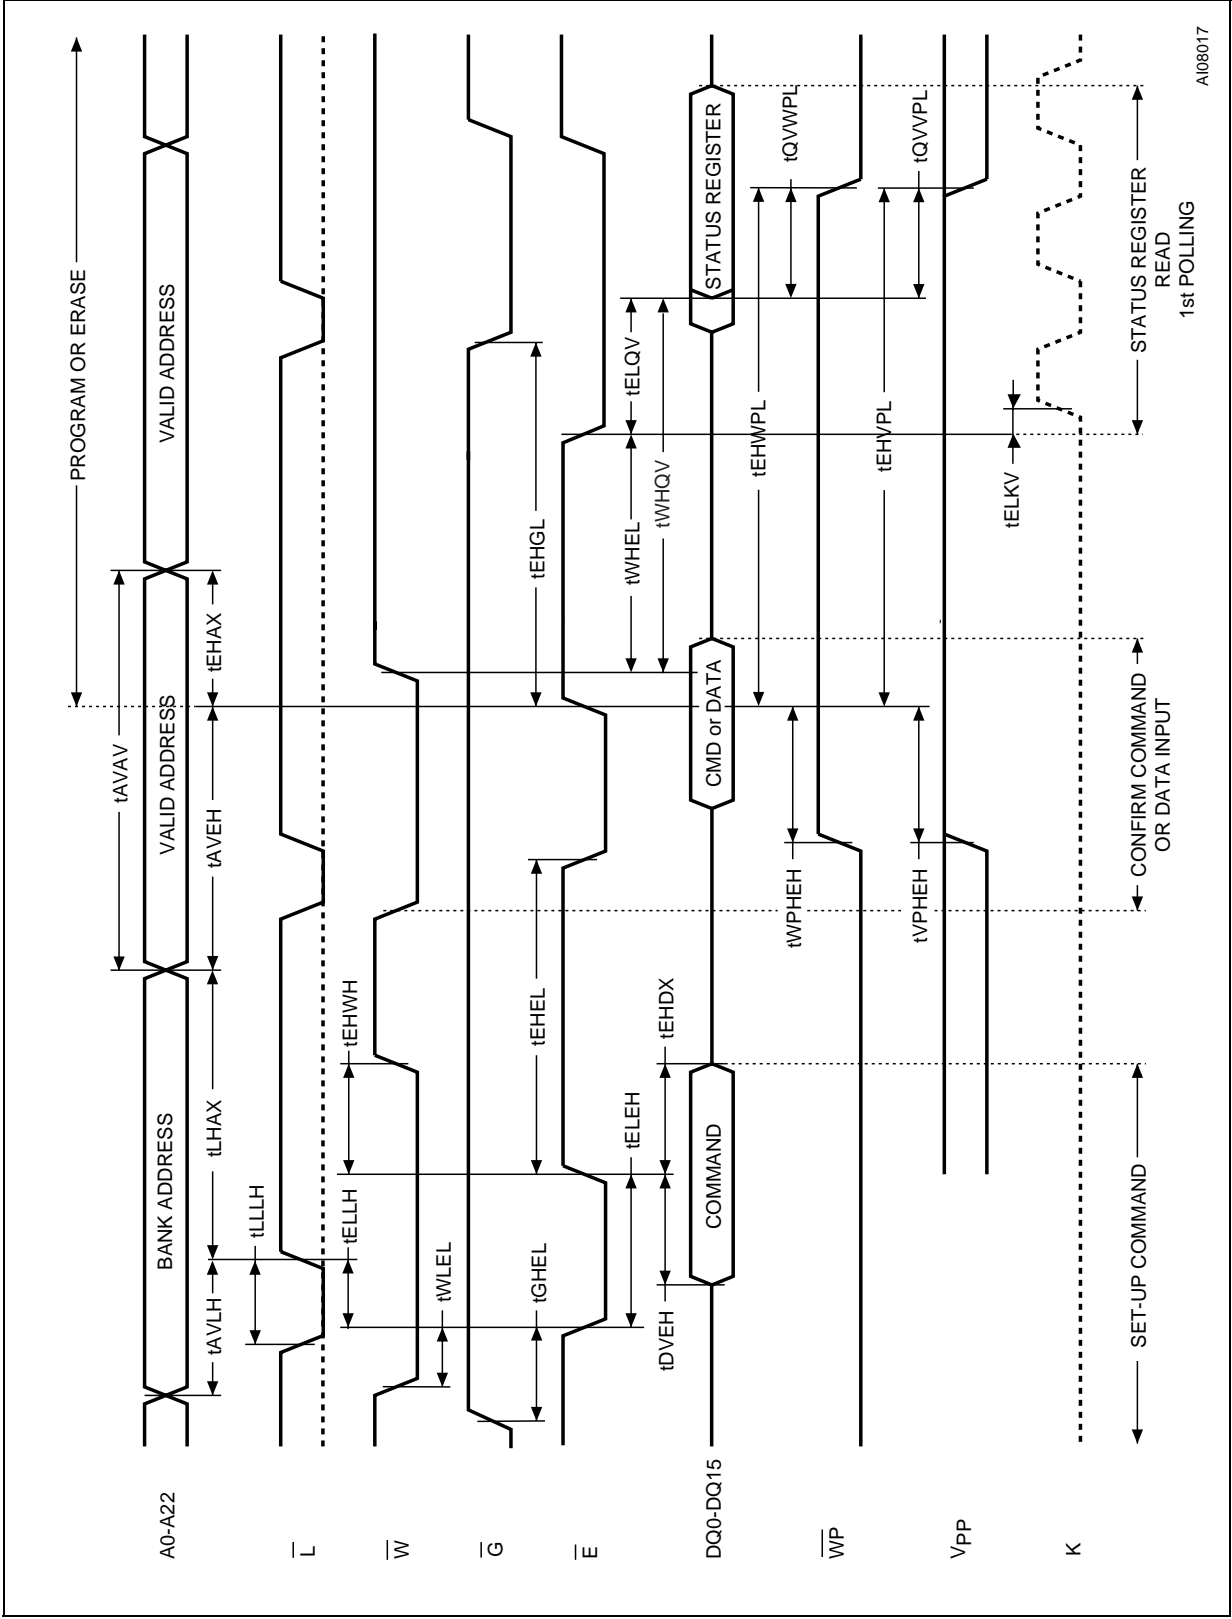 PROGRAM OR ERASE
tAVAV
A0-A22
BANK ADDRESS
VALID ADDRESS
VALID ADDRESS
tAVLH
tLHAX
tAVEH
tEHAX
tLLLH
L
tELLH
tEHWH
W
tWLEL
G
tGHEL
tEHEL
tEHGL
E
tELEH
tWHEL
tELQV
tDVEH
tEHDX
tWHQV
DQ0-DQ15
COMMAND
CMD or DATA
STATUS REGISTER
tEHWPL
tWPHEH
tQVWPL
WP
tEHVPL
tVPHEH
tQVVPL
VPP
tELKV
K
SET-UP COMMAND
CONFIRM COMMAND
OR DATA INPUT
STATUS REGISTER
READ
1st POLLING
AI08017